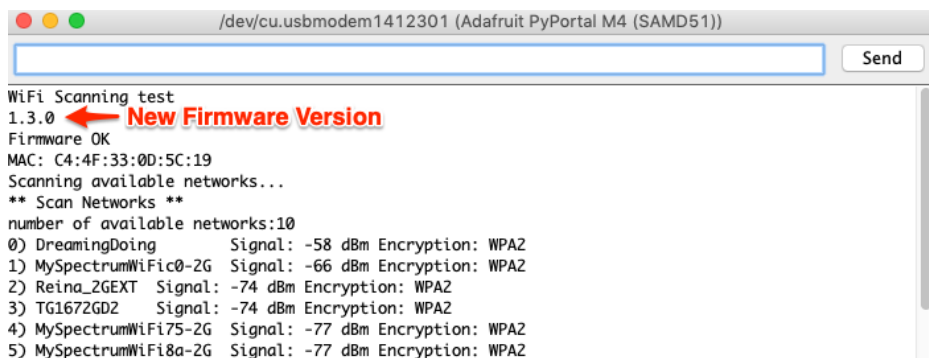 /dev/cu.usbmodem1412301 (Adafruit PyPortal M4 (SAMD51))
Send
WiFi Scanning test
1.3.0 New Firmware Version
Firmware OK
MAC: C4:4F:33:0D:5C:19
Scanning available networks...
** Scan Networks **
number of available networks:10
0) DreamingDoing Signal: -58 dBm Encryption: WPA2
1) MySpectrumWiFic0-2G Signal: -66 dBm Encryption: WPA2
2) Reina_2GEXT Signal: -74 dBm Encryption: WPA2
3) TG1672GD2 Signal: -74 dBm Encryption: WPA2
4) MySpectrumWiFi75-2G Signal: -77 dBm Encryption: WPA2
5) MySpectrumWiFi8a-2G Signal: -77 dBm Encryption: WPA2